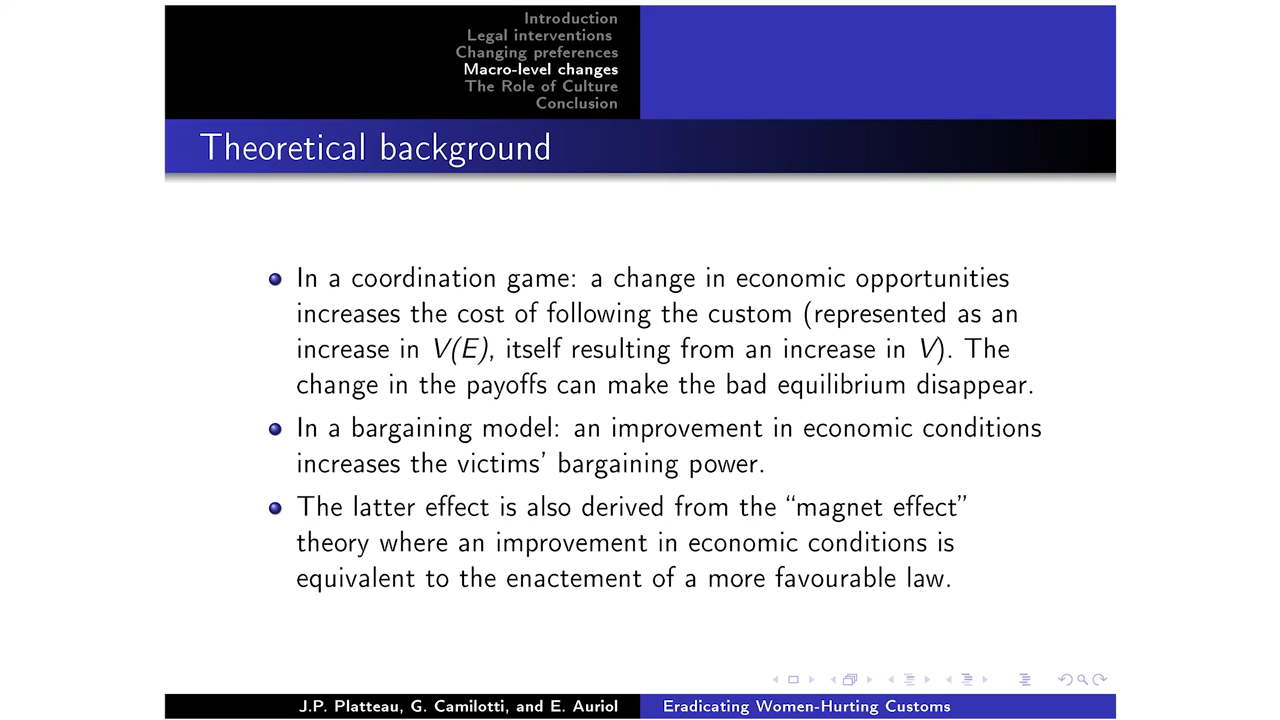 Introduction
Legal interventions
Changing preferences
Macro-level changes
The Role of Culture
Conclusion
Theoretical background
In a coordination game: a change in economic opportunities
increases the cost of following the custom (represented as an
increase in V(E), itself resulting from an increase in V). The
change in the payoffs can make the bad equilibrium disappear.
In a bargaining model: an improvement in economic conditions
increases the victims' bargaining power.
The latter effect is also derived from the “magnet effect”
theory where an improvement in economic conditions is
equivalent to the enactement of a more favourable law.
J.P. Platteau, G. Camilotti, and E. Auriol
Eradicating Women-Hurting Customs